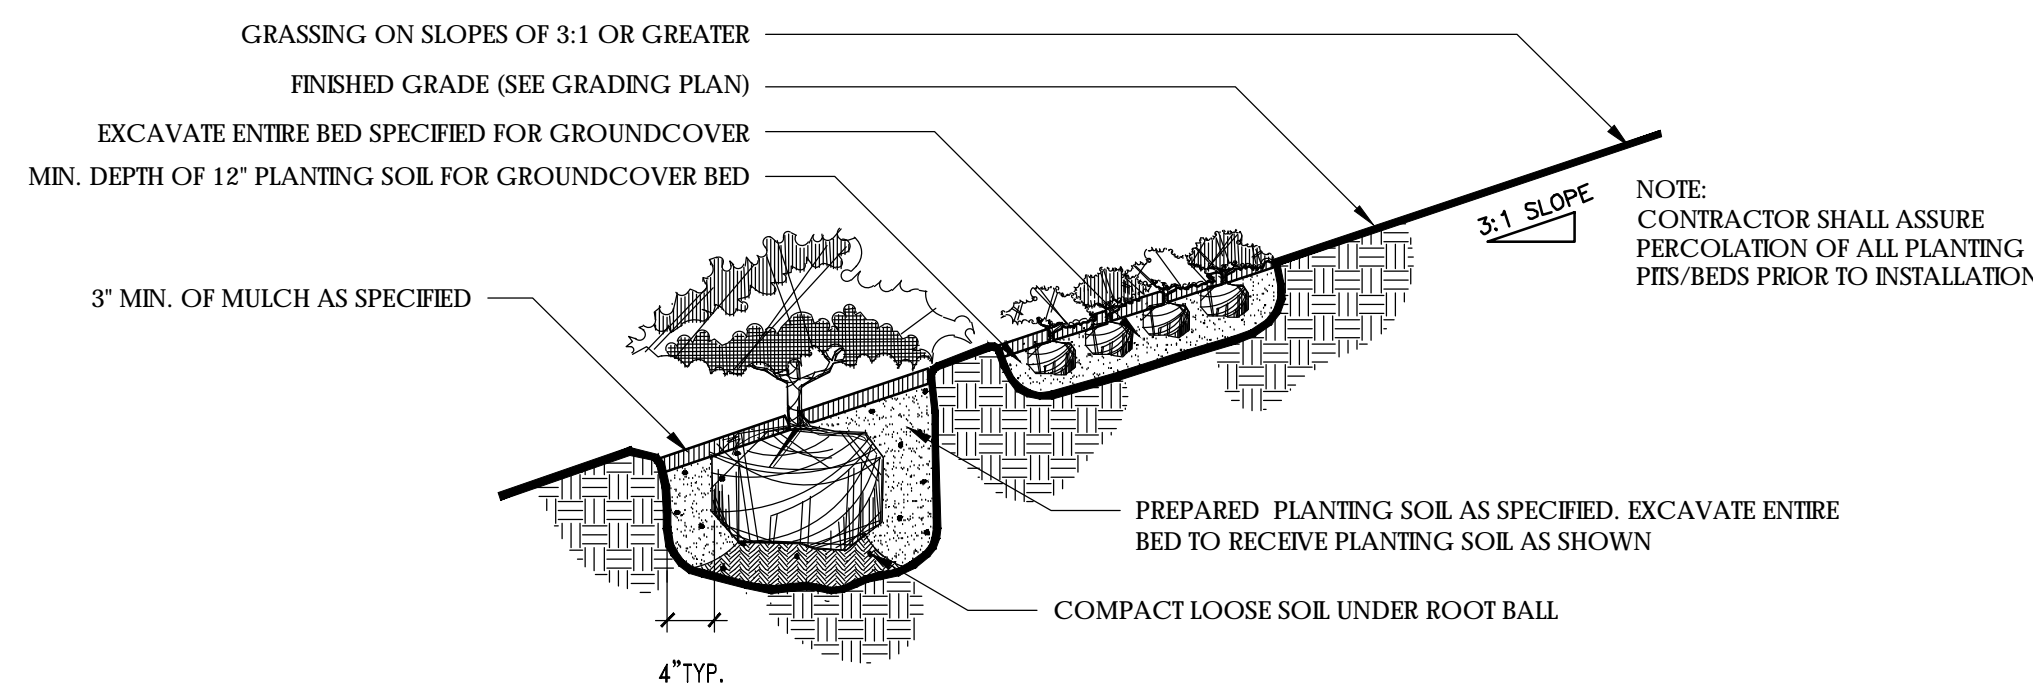 GRASSING ON SLOPES OF 3:1 OR GREATER
FINISHED GRADE (SEE GRADING PLAN)
EXCAVATE ENTIRE BED SPECIFIED FOR GROUNDCOVER
MIN. DEPTH OF 12" PLANTING SOIL FOR GROUNDCOVER BED
3:1 SLOPE
NOTE:
CONTRACTOR SHALL ASSURE
PERCOLATION OF ALL PLANTING
PITS/BEDS PRIOR TO INSTALLATION
3" MIN. OF MULCH AS SPECIFIED
PREPARED PLANTING SOIL AS SPECIFIED. EXCAVATE ENTIRE
BED TO RECEIVE PLANTING SOIL AS SHOWN
COMPACT LOOSE SOIL UNDER ROOT BALL
4"TYP.